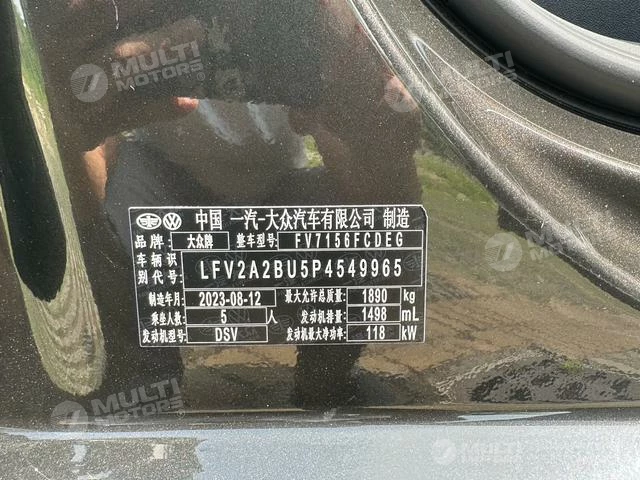 MULTI
MOTORS
MULTI
MOTORS
中国 一汽-大众汽车有限公司 制造
品牌: 大众牌 整车型号: FV7156FCDEG
车辆识别代号: LFV2A2BU5P4549965
制造年月: 2023-08-12 最大允许总质量: 1890 kg
乘坐人数: 5 人 发动机排量: 1498 mL
发动机型号: DSV 发动机最大净功率: 118 kW
MULTI
MOTORS
MULTI
MOTORS